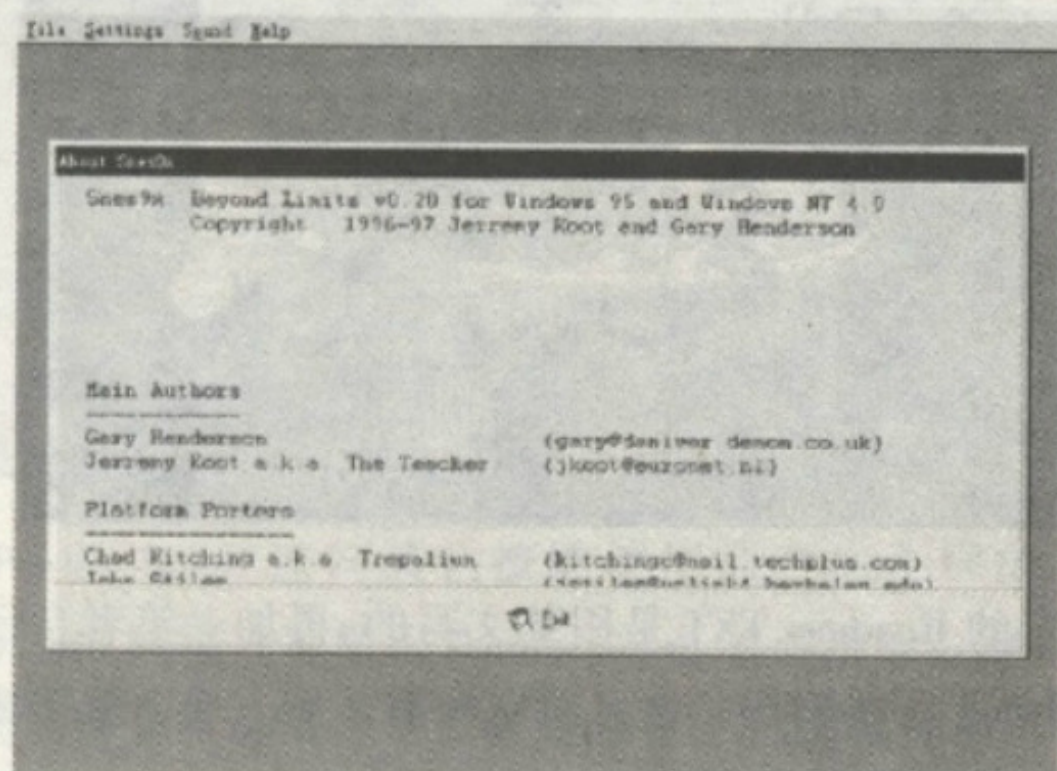 File Settings Sound Help
About Snes9x
Snes9x Beyond Limits v0.20 for Windows 95 and Windows NT 4.0
Copyright 1996-97 Jerremy Koot and Gary Henderson
Main Authors
Gary Henderson
Jerremy Koot a.k.a. The Teacher (jkoot@euronet.nl)
Platform Porters
Chad Kitching a.k.a. Trepalium (kitchingc@mail.techplus.com)
Exit